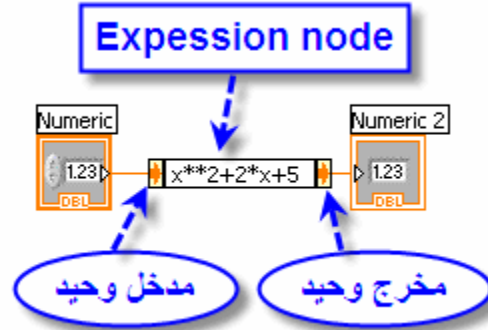 Expession node
Numeric
Numeric 2
1.23
DBL
x**2+2*x+5
1.23
DBL
مدخل وحيد
مخرج وحيد